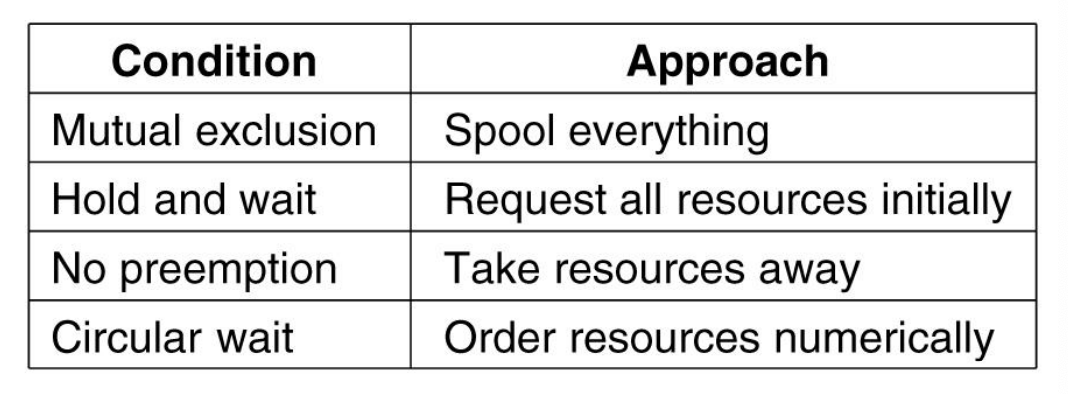 Condition Approach
Mutual exclusion Spool everything
Hold and wait Request all resources initially
No preemption Take resources away
Circular wait Order resources numerically